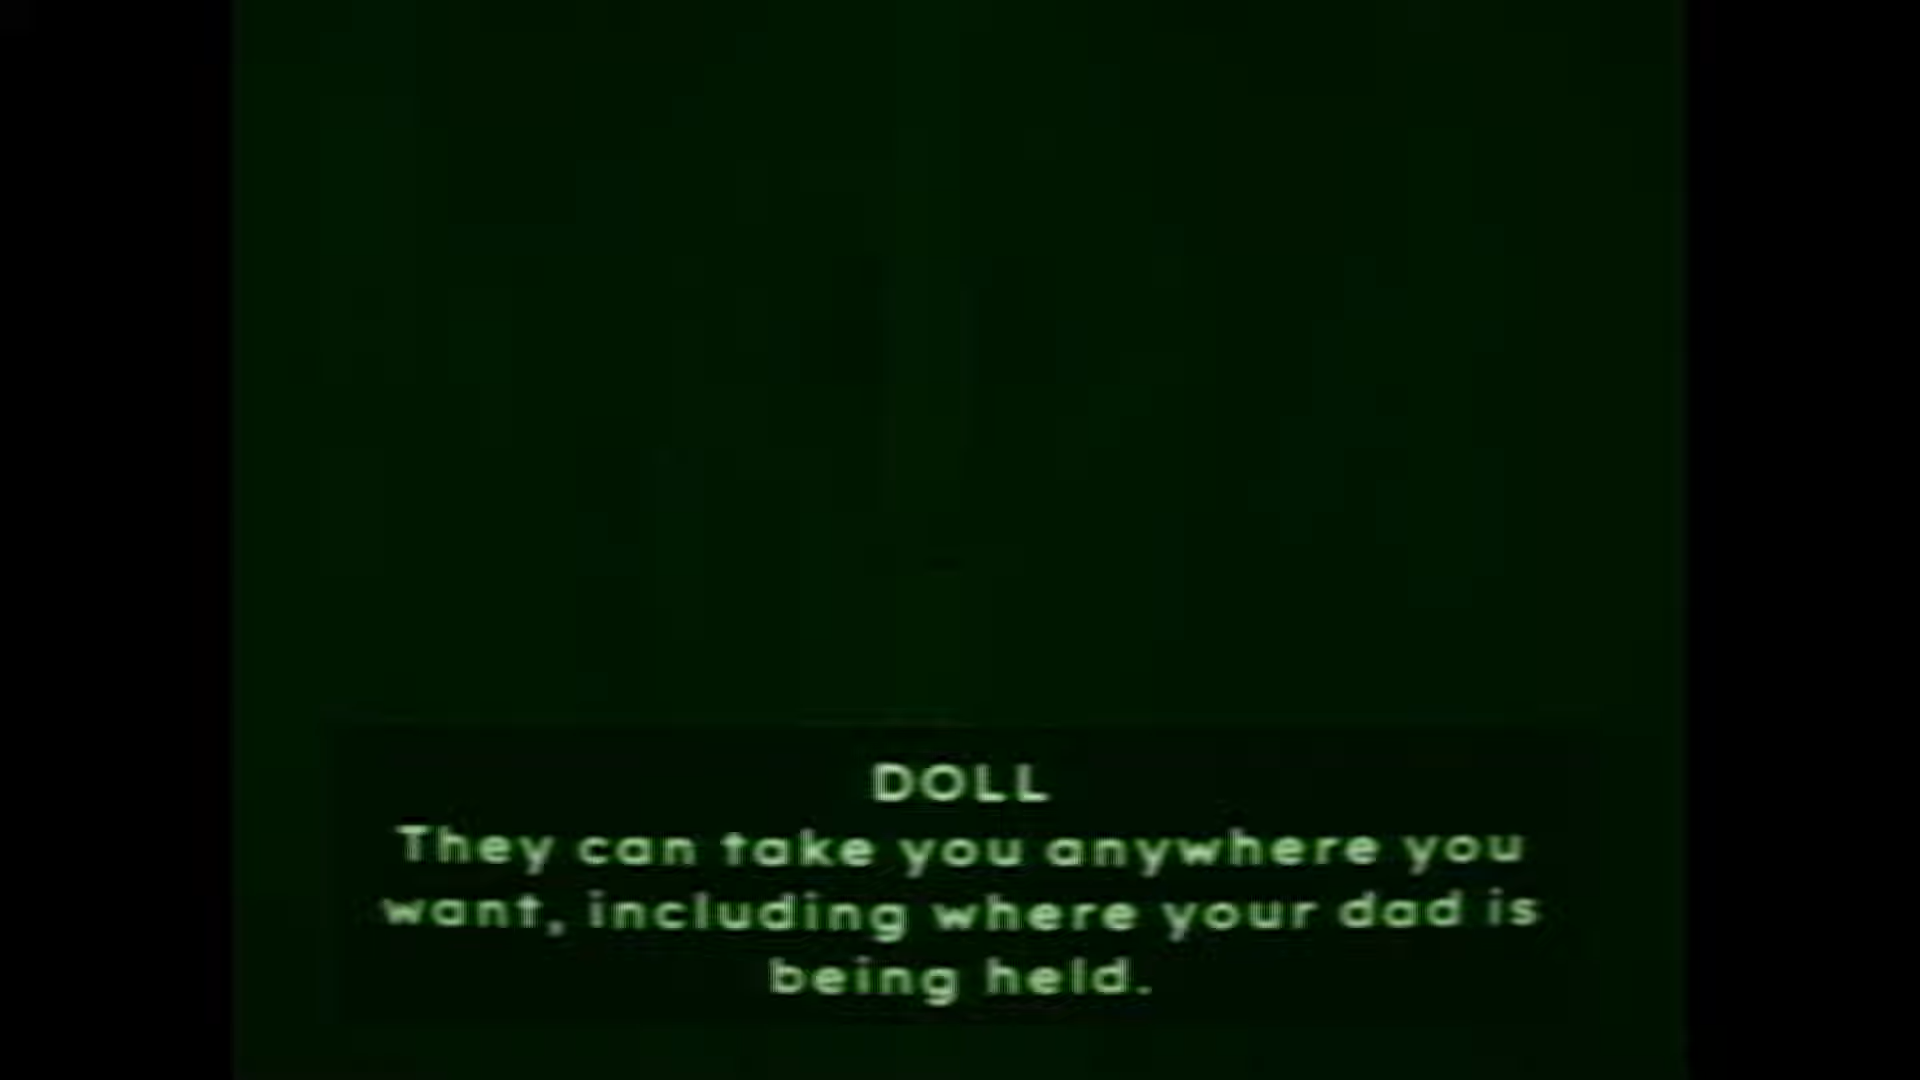 DOLL
They can take you anywhere you
want, including where your dad is
being held.